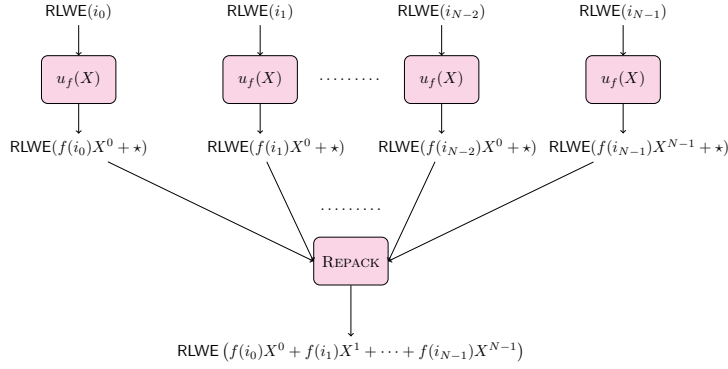 RLWE(i_0) RLWE(i_1) RLWE(i_{N−2}) RLWE(i_{N−1})
u_f(X) u_f(X) ········· u_f(X) u_f(X)
RLWE(f(i_0)X^0 + ⋆) RLWE(f(i_1)X^0 + ⋆) RLWE(f(i_{N−2})X^0 + ⋆) RLWE(f(i_{N−1})X^{N−1} + ⋆)
·········
REPACK
RLWE (f(i_0)X^0 + f(i_1)X^1 + ··· + f(i_{N−1})X^{N−1})